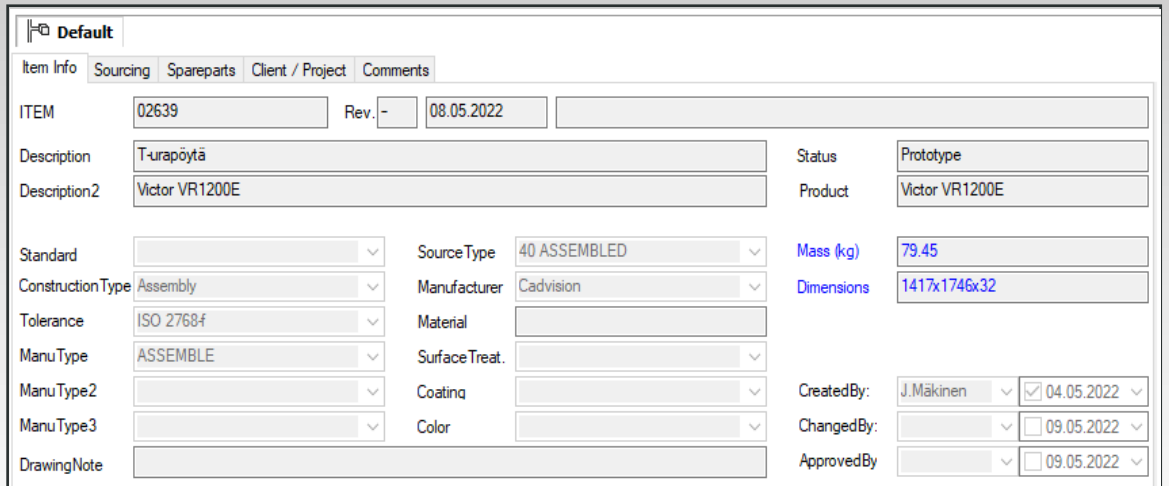 Default
Item Info Sourcing Spareparts Client / Project Comments
ITEM 02639 Rev. - 08.05.2022
Description T-urapöytä Status Prototype
Description2 Victor VR1200E Product Victor VR1200E
Standard SourceType 40 ASSEMBLED Mass (kg) 79.45
ConstructionType Assembly Manufacturer Cadvision Dimensions 1417x1746x32
Tolerance ISO 2768-f Material
ManuType ASSEMBLE SurfaceTreat.
ManuType2 Coating CreatedBy: J.Mäkinen 04.05.2022
ManuType3 Color ChangedBy: 09.05.2022
DrawingNote ApprovedBy 09.05.2022